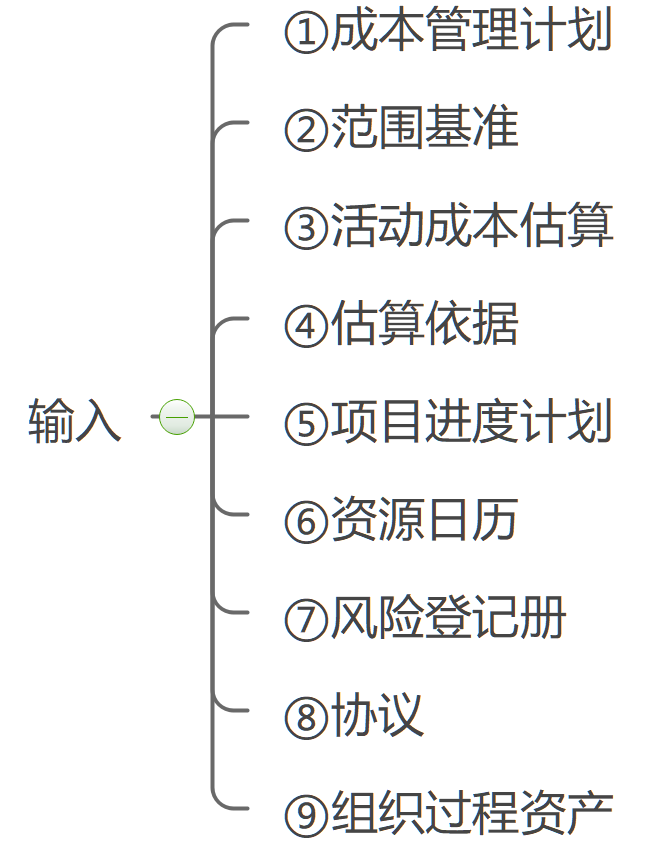 ①成本管理计划
②范围基准
③活动成本估算
④估算依据
输入
⑤项目进度计划
⑥资源日历
⑦风险登记册
⑧协议
⑨组织过程资产